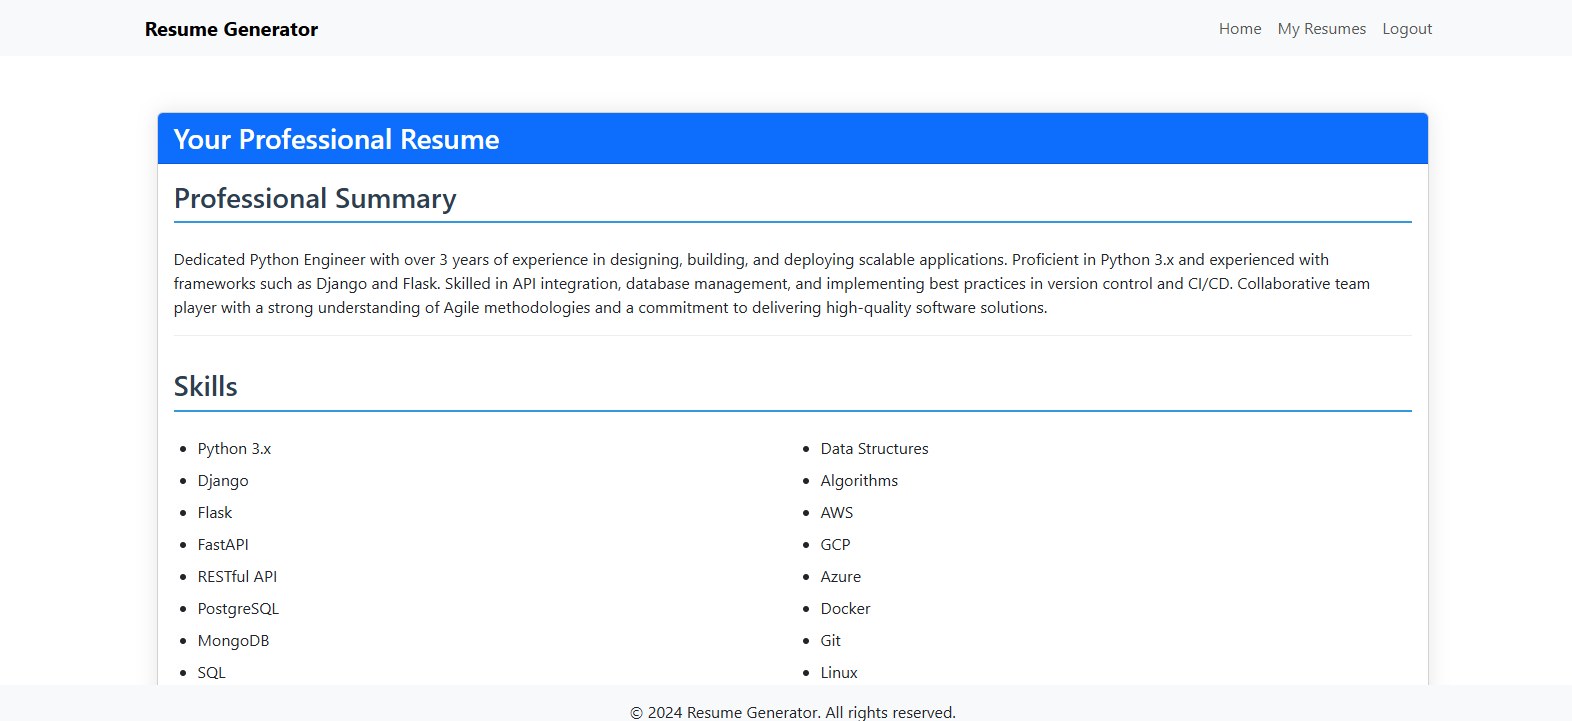 Resume Generator
Home My Resumes Logout
Your Professional Resume
Professional Summary
Dedicated Python Engineer with over 3 years of experience in designing, building, and deploying scalable applications. Proficient in Python 3.x and experienced with
frameworks such as Django and Flask. Skilled in API integration, database management, and implementing best practices in version control and CI/CD. Collaborative team
player with a strong understanding of Agile methodologies and a commitment to delivering high-quality software solutions.
Skills
Python 3.x
Django
Flask
FastAPI
RESTful API
PostgreSQL
MongoDB
SQL
Data Structures
Algorithms
AWS
GCP
Azure
Docker
Git
Linux
© 2024 Resume Generator. All rights reserved.